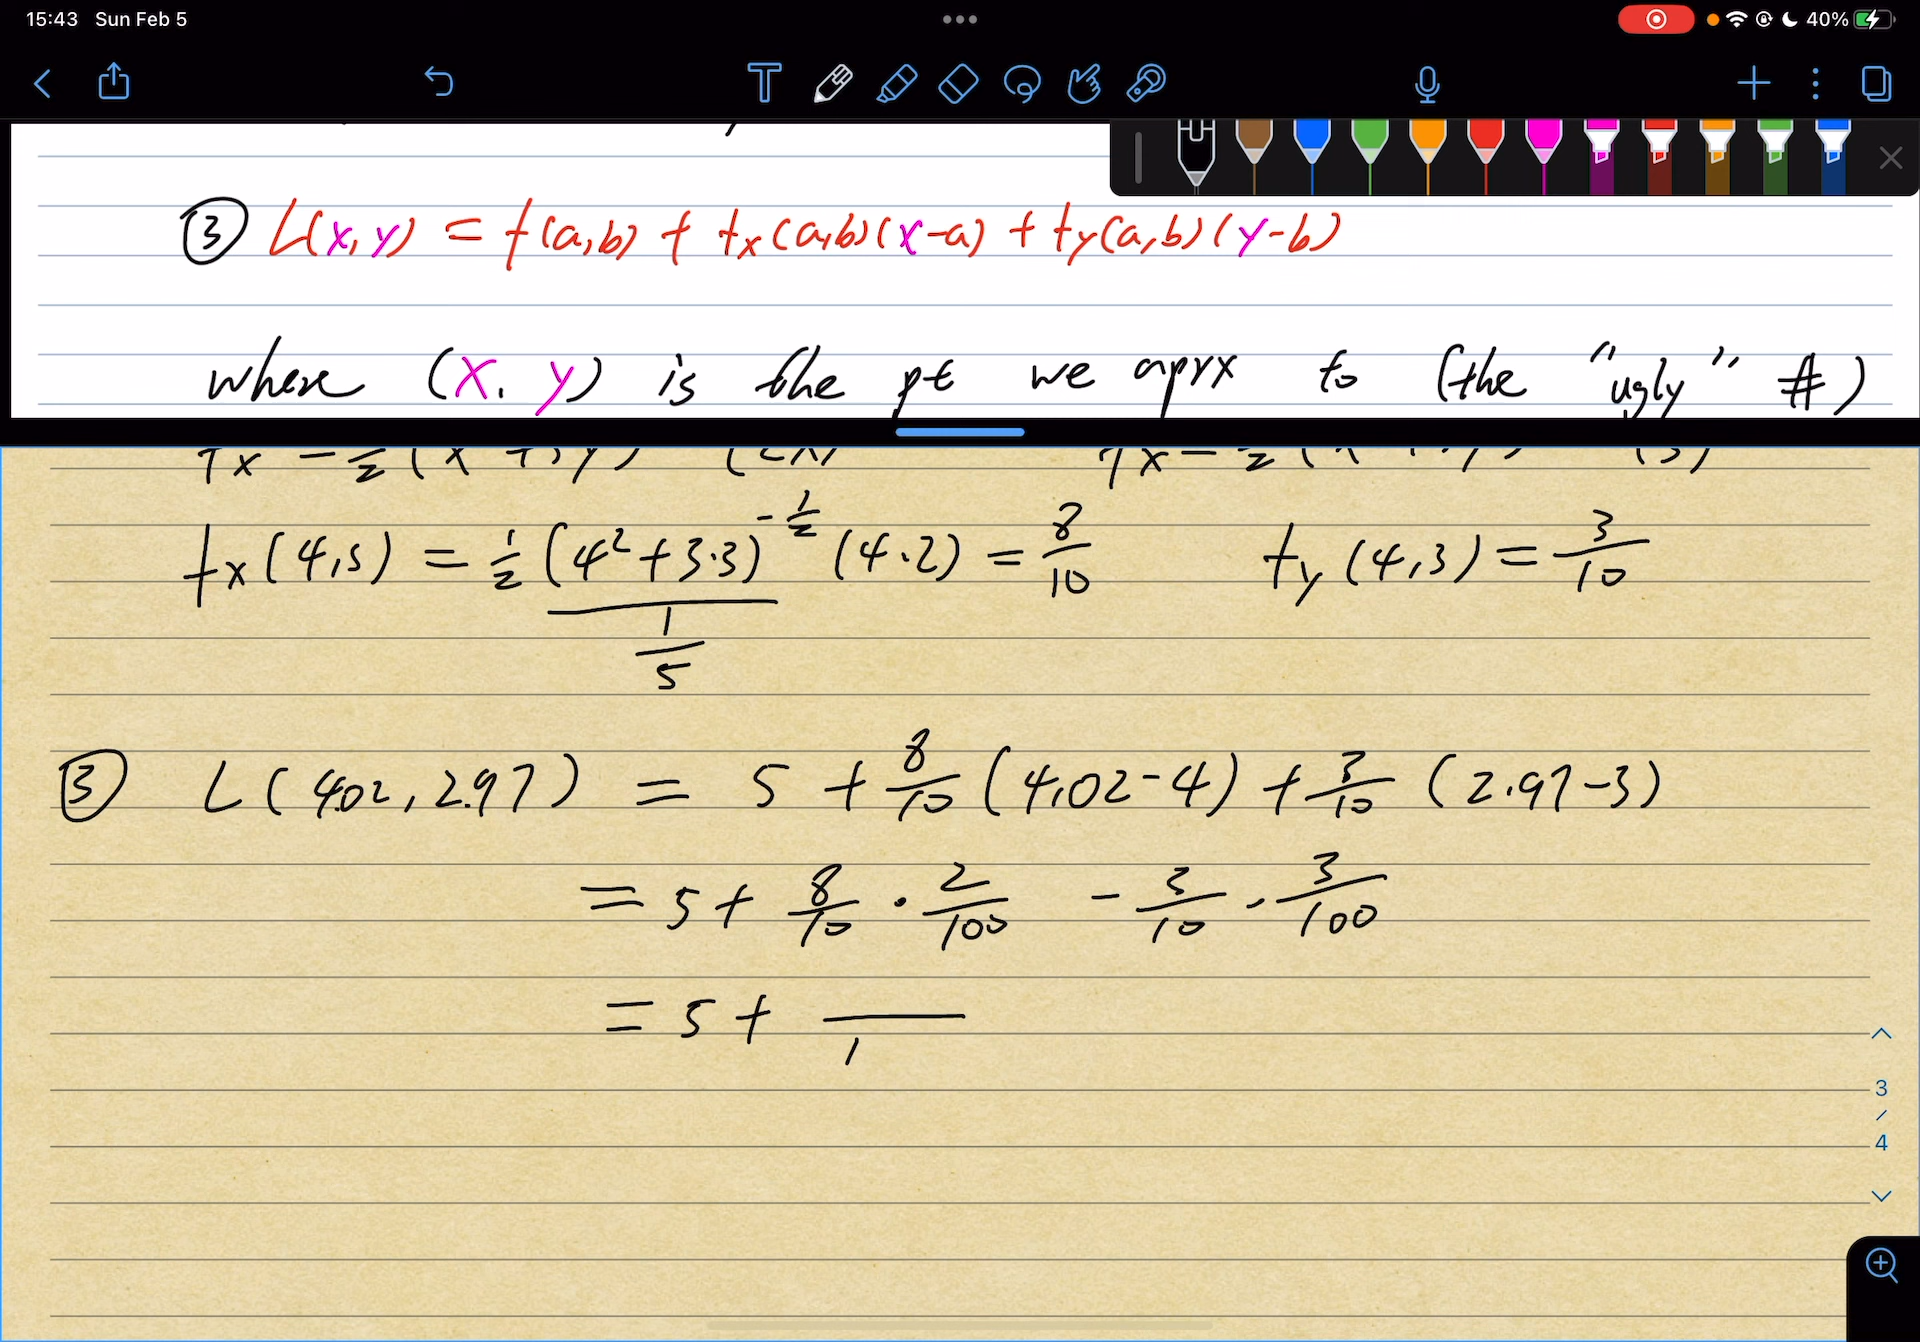 15:43 Sun Feb 5
40%
③ L(x,y) = f(a,b) + fx(a,b)(x-a) + fy(a,b)(y-b)
where (x, y) is the pt we aprx to (the "ugly" #)
fx(4,3) = 1/2 (4² + 3·3)^(-1/2) (4·2) = 8/10 fy(4,3) = 3/10
1/5
③ L(4.02, 2.97) = 5 + 8/10 (4.02-4) + 3/10 (2.97-3)
= 5 + 8/10 · 2/100 - 3/10 · 3/100
= 5 + /1
3 / 4